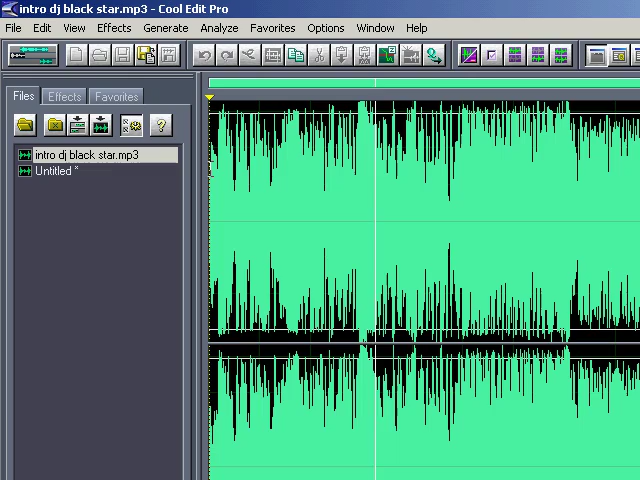 intro dj black star.mp3 - Cool Edit Pro
File Edit View Effects Generate Analyze Favorites Options Window Help
Files Effects Favorites
intro dj black star.mp3
Untitled *